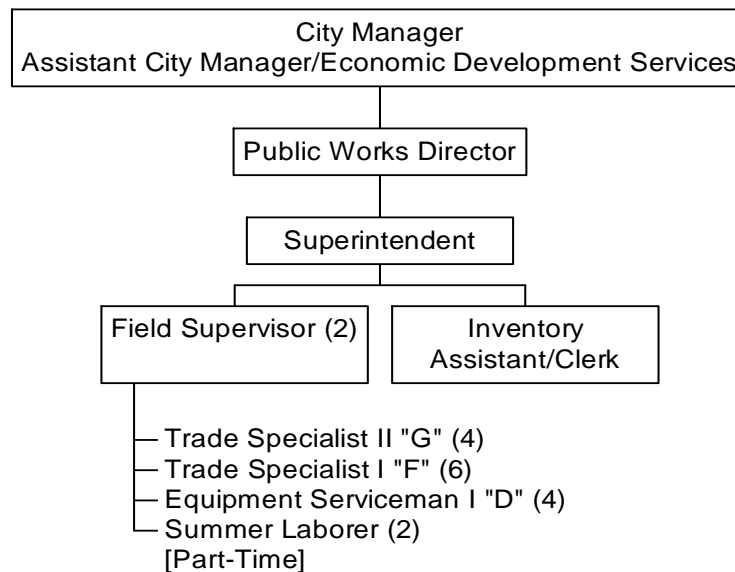 City Manager
Assistant City Manager/Economic Development Services
Public Works Director
Superintendent
Field Supervisor (2)
Inventory
Assistant/Clerk
Trade Specialist II "G" (4)
Trade Specialist I "F" (6)
Equipment Serviceman I "D" (4)
Summer Laborer (2)
[Part-Time]